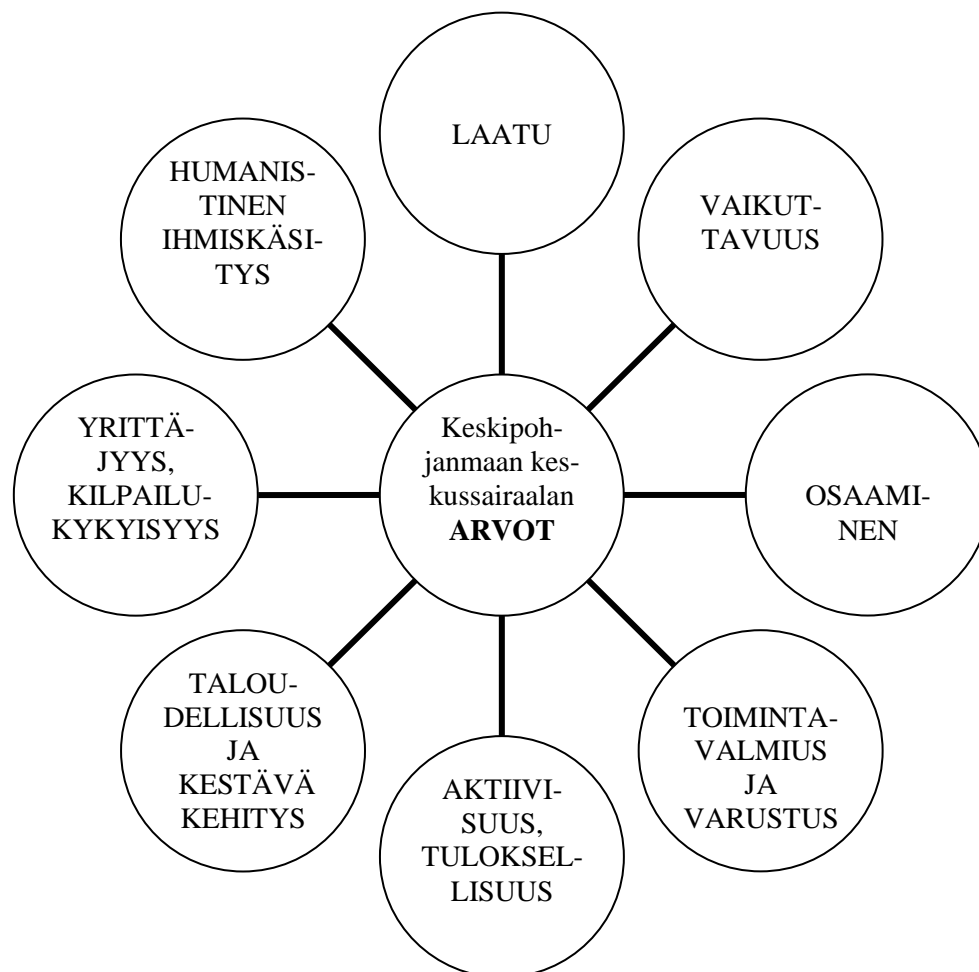 LAATU
HUMANIS-
TINEN
IHMISKÄSI-
TYS
VAIKUT-
TAVUUS
YRITTÄ-
JYYS,
KILPAILU-
KYKYISYYS
Keskipoh-
janmaan kes-
kussairaalan
ARVOT
OSAAMI-
NEN
TALOU-
DELLISUUS
JA
KESTÄVÄ
KEHITYS
TOIMINTA-
VALMIUS
JA
VARUSTUS
AKTIIVI-
SUUS,
TULOKSEL-
LISUUS